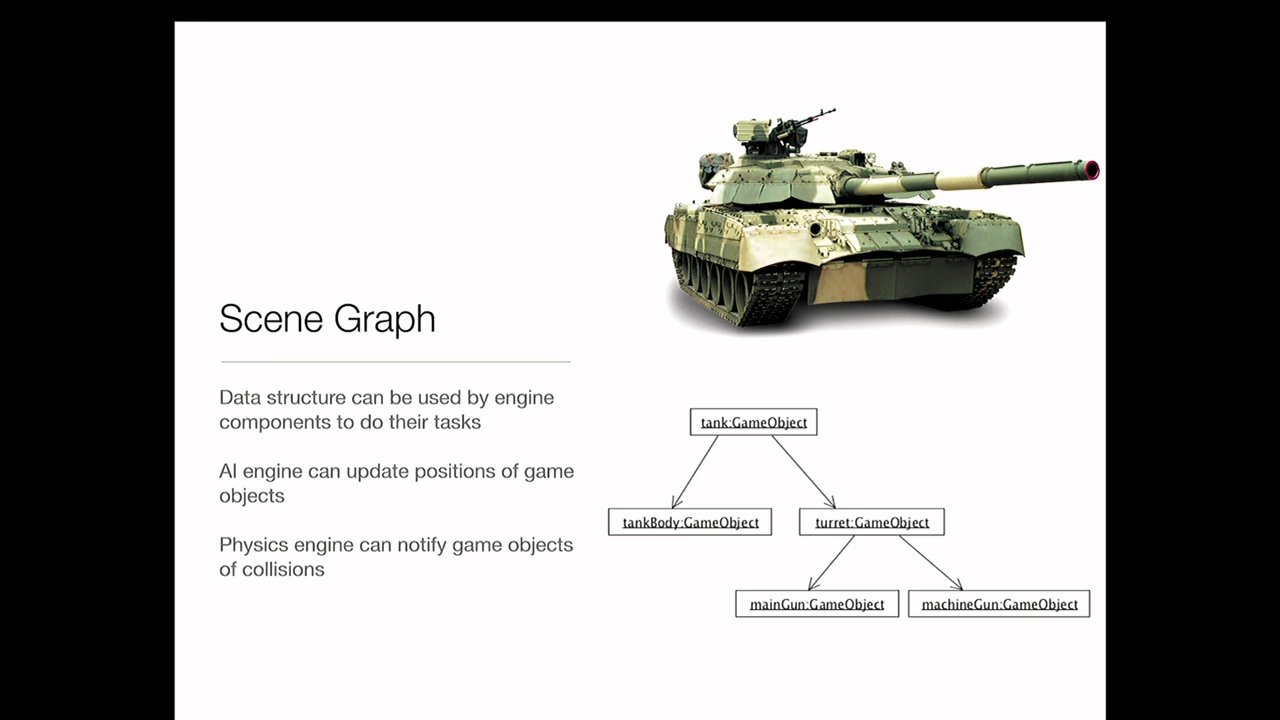 Scene Graph
Data structure can be used by engine
components to do their tasks
AI engine can update positions of game
objects
Physics engine can notify game objects
of collisions
tank:GameObject
tankBody:GameObject
turret:GameObject
mainGun:GameObject
machineGun:GameObject